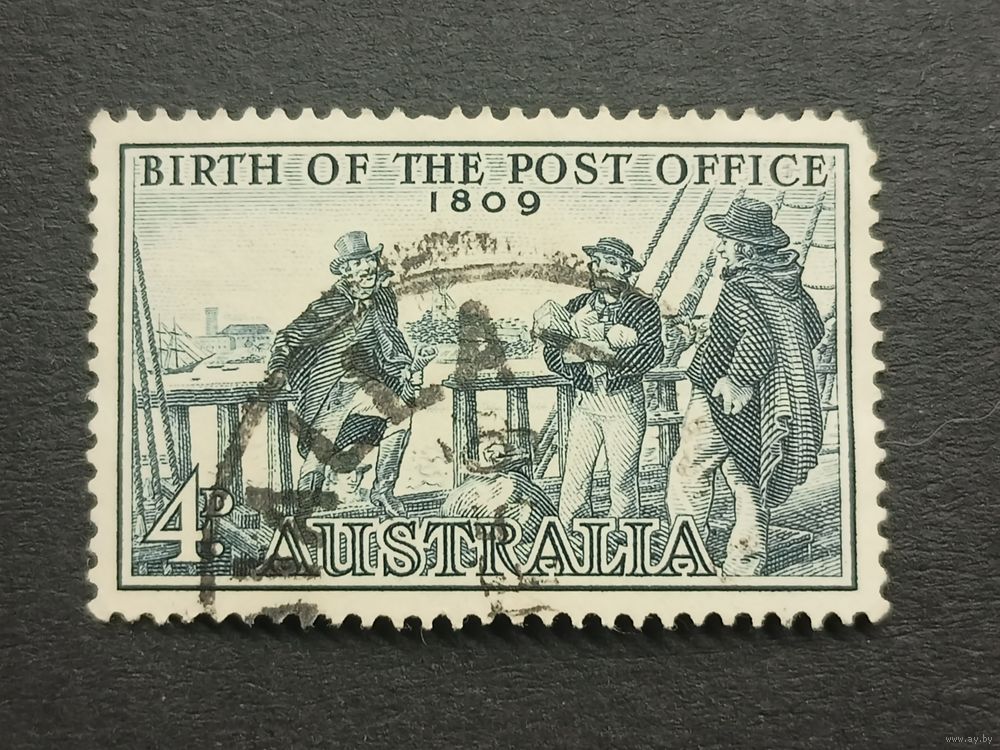 BIRTH OF THE POST OFFICE
1809
4D.
AUSTRALIA
www.ay.by